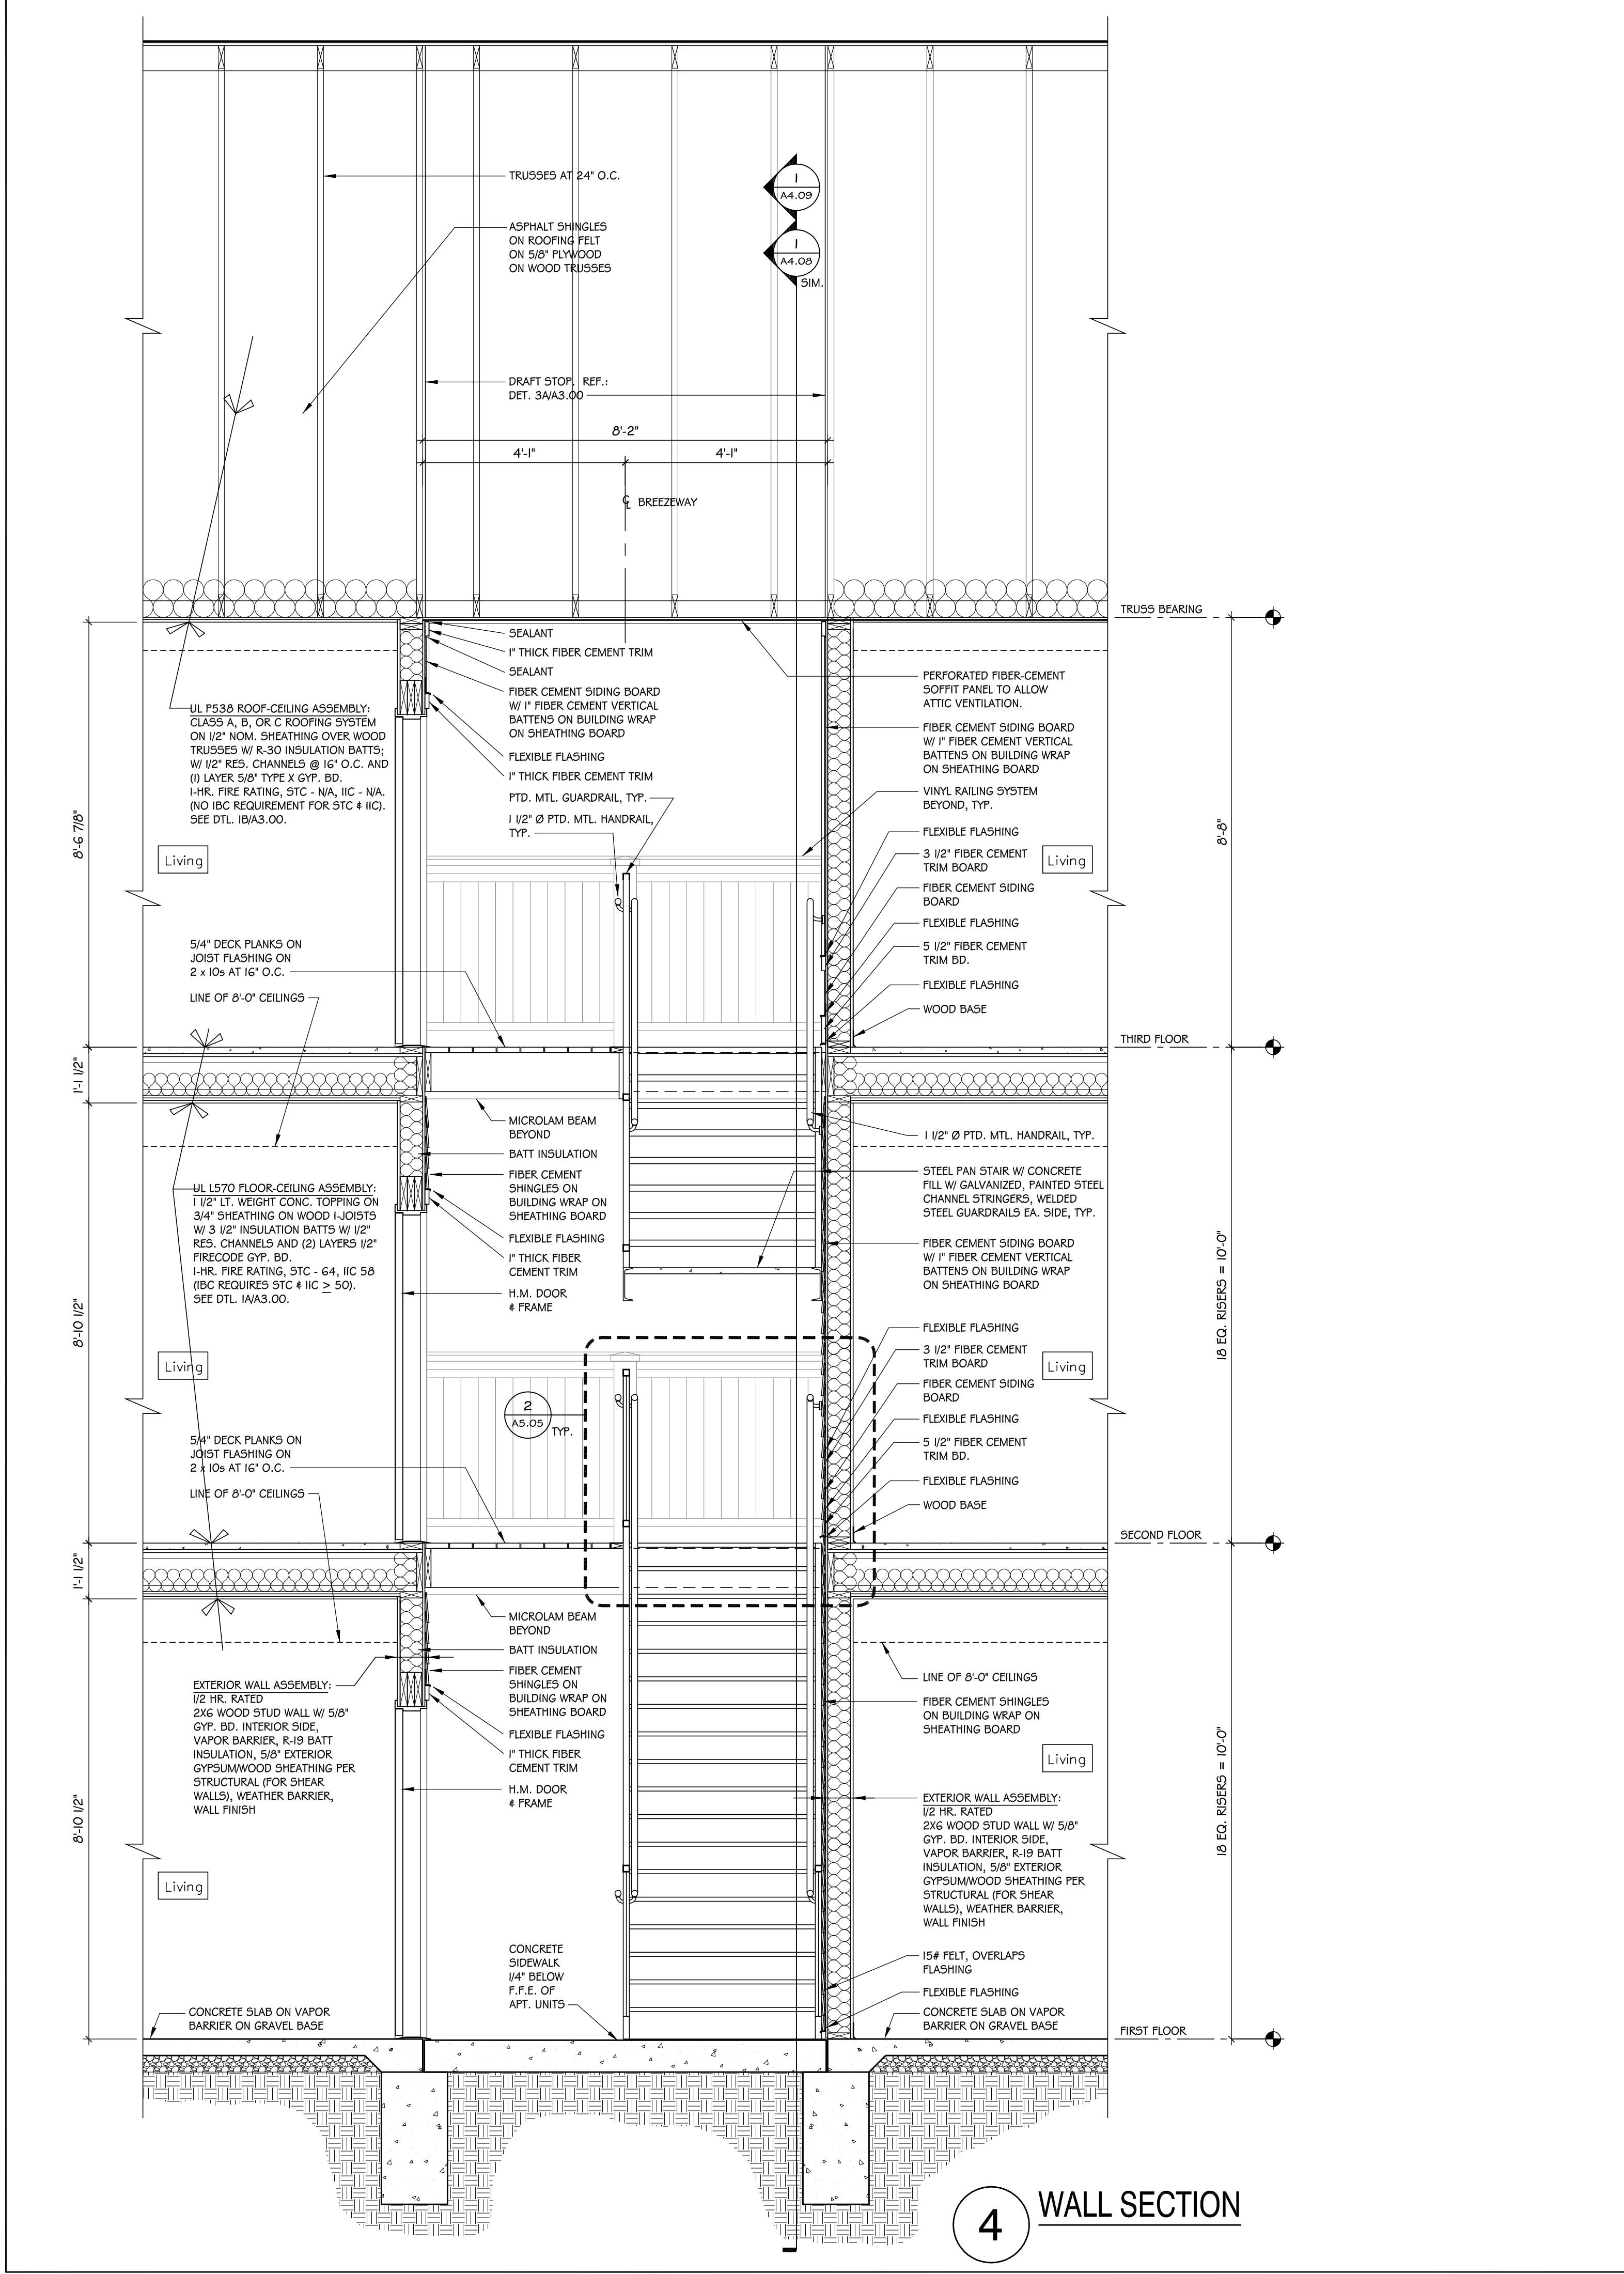 TRUSSES AT 24" O.C.
1
A4.09
1
A4.08
SIM.
ASPHALT SHINGLES
ON ROOFING FELT
ON 5/8" PLYWOOD
ON WOOD TRUSSES
DRAFT STOP. REF.:
DET. 3A/A3.00
8'-2"
4'-1"
4'-1"
℄ BREEZEWAY
TRUSS BEARING
SEALANT
1" THICK FIBER CEMENT TRIM
SEALANT
FIBER CEMENT SIDING BOARD
W/ 1" FIBER CEMENT VERTICAL
BATTENS ON BUILDING WRAP
ON SHEATHING BOARD
FLEXIBLE FLASHING
1" THICK FIBER CEMENT TRIM
PTD. MTL. GUARDRAIL, TYP.
1 1/2" Ø PTD. MTL. HANDRAIL,
TYP.
UL P538 ROOF-CEILING ASSEMBLY:
CLASS A, B, OR C ROOFING SYSTEM
ON 1/2" NOM. SHEATHING OVER WOOD
TRUSSES W/ R-30 INSULATION BATTS;
W/ 1/2" RES. CHANNELS @ 16" O.C. AND
(1) LAYER 5/8" TYPE X GYP. BD.
1-HR. FIRE RATING, STC - N/A, IIC - N/A.
(NO IBC REQUIREMENT FOR STC & IIC).
SEE DTL. 1B/A3.00.
PERFORATED FIBER-CEMENT
SOFFIT PANEL TO ALLOW
ATTIC VENTILATION.
FIBER CEMENT SIDING BOARD
W/ 1" FIBER CEMENT VERTICAL
BATTENS ON BUILDING WRAP
ON SHEATHING BOARD
VINYL RAILING SYSTEM
BEYOND, TYP.
FLEXIBLE FLASHING
3 1/2" FIBER CEMENT
TRIM BOARD
FIBER CEMENT SIDING
BOARD
FLEXIBLE FLASHING
5 1/2" FIBER CEMENT
TRIM BD.
FLEXIBLE FLASHING
WOOD BASE
8'-6 7/8"
8'-8"
Living
Living
5/4" DECK PLANKS ON
JOIST FLASHING ON
2 x 10s AT 16" O.C.
LINE OF 8'-0" CEILINGS
THIRD FLOOR
1'-1 1/2"
MICROLAM BEAM
BEYOND
BATT INSULATION
FIBER CEMENT
SHINGLES ON
BUILDING WRAP ON
SHEATHING BOARD
FLEXIBLE FLASHING
1" THICK FIBER
CEMENT TRIM
H.M. DOOR
& FRAME
UL L570 FLOOR-CEILING ASSEMBLY:
1 1/2" LT. WEIGHT CONC. TOPPING ON
3/4" SHEATHING ON WOOD I-JOISTS
W/ 3 1/2" INSULATION BATTS W/ 1/2"
RES. CHANNELS AND (2) LAYERS 1/2"
FIRECODE GYP. BD.
1-HR. FIRE RATING, STC - 64, IIC 58
(IBC REQUIRES STC & IIC ≥ 50).
SEE DTL. 1A/A3.00.
1 1/2" Ø PTD. MTL. HANDRAIL, TYP.
STEEL PAN STAIR W/ CONCRETE
FILL W/ GALVANIZED, PAINTED STEEL
CHANNEL STRINGERS, WELDED
STEEL GUARDRAILS EA. SIDE, TYP.
FIBER CEMENT SIDING BOARD
W/ 1" FIBER CEMENT VERTICAL
BATTENS ON BUILDING WRAP
ON SHEATHING BOARD
FLEXIBLE FLASHING
3 1/2" FIBER CEMENT
TRIM BOARD
FIBER CEMENT SIDING
BOARD
FLEXIBLE FLASHING
5 1/2" FIBER CEMENT
TRIM BD.
FLEXIBLE FLASHING
WOOD BASE
8'-10 1/2"
18 EQ. RISERS = 10'-0"
Living
Living
2
A5.05
TYP.
5/4" DECK PLANKS ON
JOIST FLASHING ON
2 x 10s AT 16" O.C.
LINE OF 8'-0" CEILINGS
SECOND FLOOR
1'-1 1/2"
MICROLAM BEAM
BEYOND
BATT INSULATION
FIBER CEMENT
SHINGLES ON
BUILDING WRAP ON
SHEATHING BOARD
FLEXIBLE FLASHING
1" THICK FIBER
CEMENT TRIM
H.M. DOOR
& FRAME
EXTERIOR WALL ASSEMBLY:
1/2 HR. RATED
2X6 WOOD STUD WALL W/ 5/8"
GYP. BD. INTERIOR SIDE,
VAPOR BARRIER, R-19 BATT
INSULATION, 5/8" EXTERIOR
GYPSUM/WOOD SHEATHING PER
STRUCTURAL (FOR SHEAR
WALLS), WEATHER BARRIER,
WALL FINISH
LINE OF 8'-0" CEILINGS
FIBER CEMENT SHINGLES
ON BUILDING WRAP ON
SHEATHING BOARD
Living
EXTERIOR WALL ASSEMBLY:
1/2 HR. RATED
2X6 WOOD STUD WALL W/ 5/8"
GYP. BD. INTERIOR SIDE,
VAPOR BARRIER, R-19 BATT
INSULATION, 5/8" EXTERIOR
GYPSUM/WOOD SHEATHING PER
STRUCTURAL (FOR SHEAR
WALLS), WEATHER BARRIER,
WALL FINISH
8'-10 1/2"
18 EQ. RISERS = 10'-0"
Living
CONCRETE
SIDEWALK
1/4" BELOW
F.F.E. OF
APT. UNITS
15# FELT, OVERLAPS
FLASHING
FLEXIBLE FLASHING
CONCRETE SLAB ON VAPOR
BARRIER ON GRAVEL BASE
CONCRETE SLAB ON VAPOR
BARRIER ON GRAVEL BASE
FIRST FLOOR
4
WALL SECTION